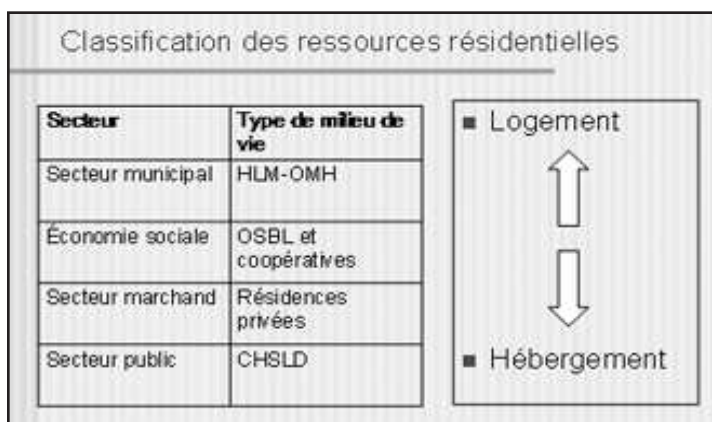 Classification des ressources résidentielles
Secteur
Type de milieu de
vie
Secteur municipal
HLM-OMH
Économie sociale
OSBL et
coopératives
Secteur marchand
Résidences
privées
Secteur public
CHSLD
Logement
Hébergement